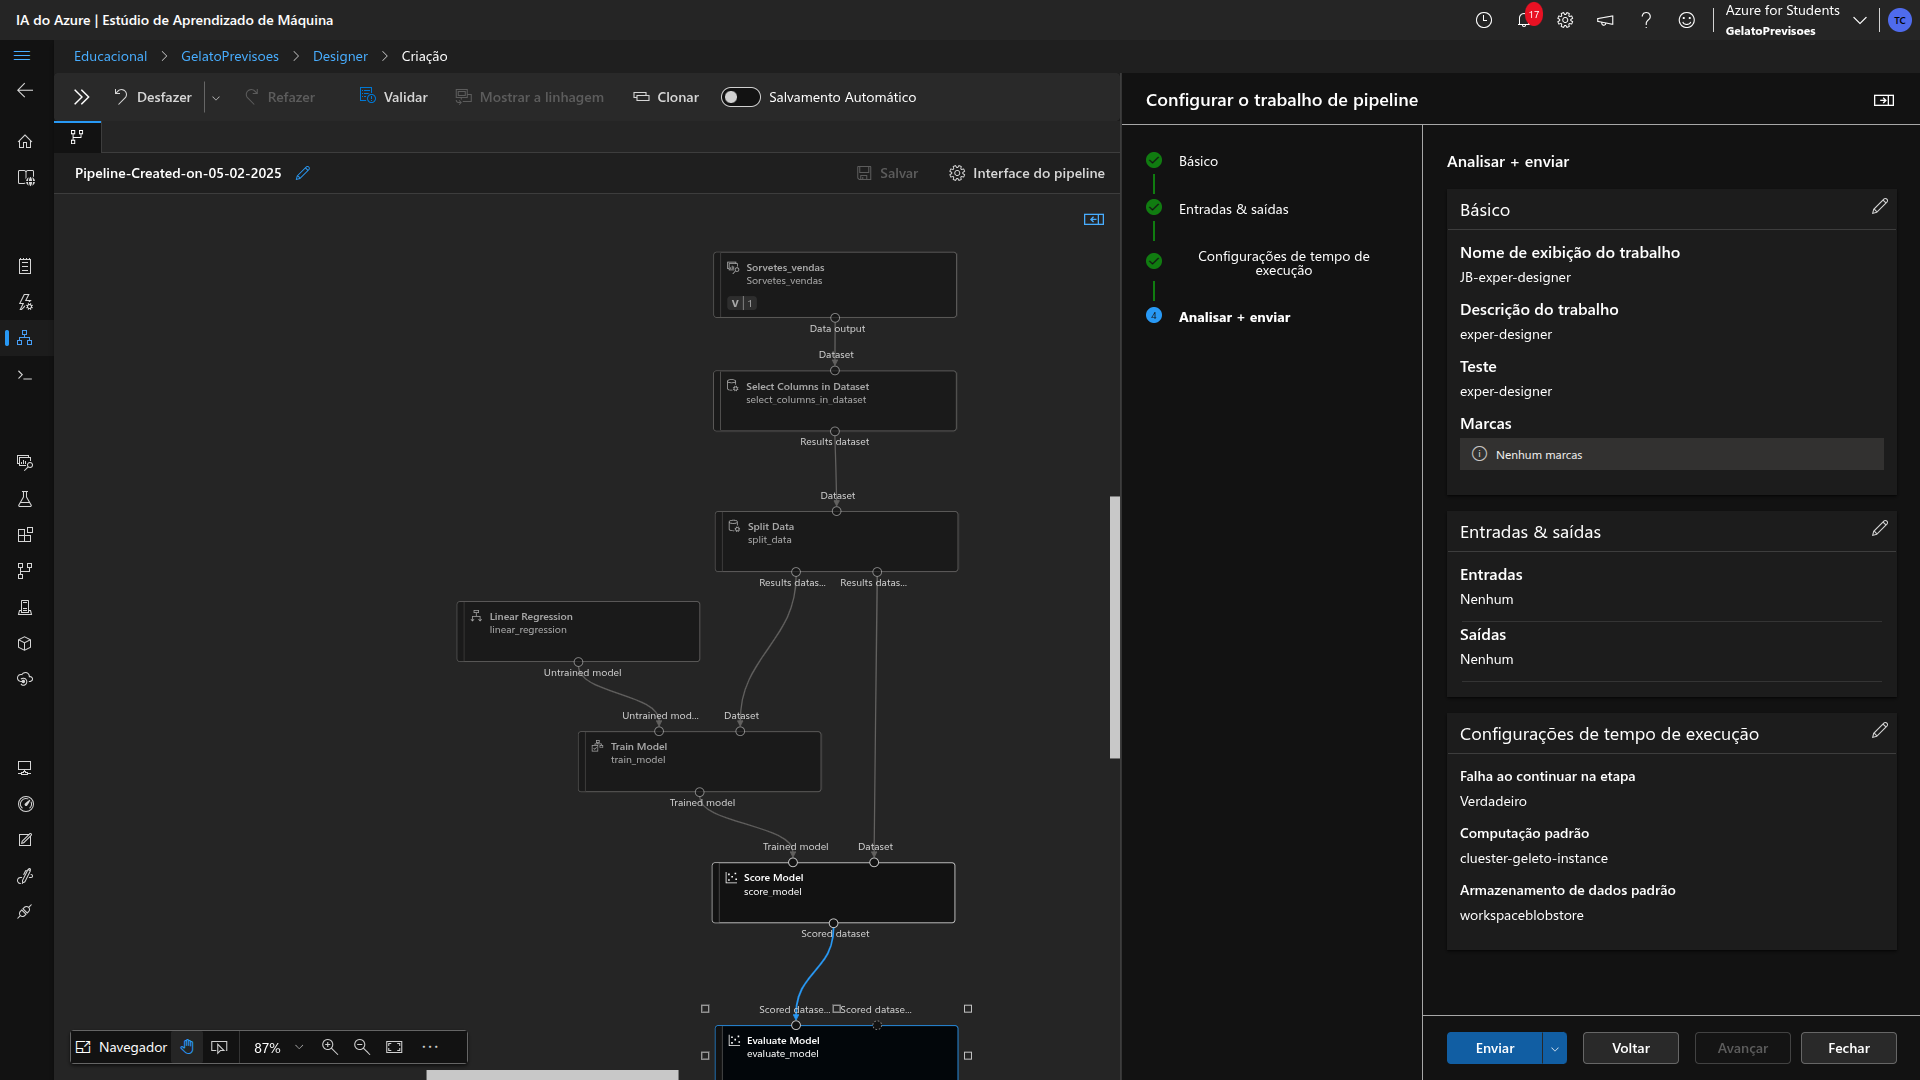 IA do Azure | Estúdio de Aprendizado de Máquina
17
Azure for Students
GelatoPrevisoes
TC
Educacional > GelatoPrevisoes > Designer > Criação
Desfazer
Refazer
Validar
Mostrar a linhagem
Clonar
Salvamento Automático
Pipeline-Created-on-05-02-2025
Salvar
Interface do pipeline
Sorvetes_vendas
Sorvetes_vendas
V | 1
Data output
Dataset
Select Columns in Dataset
select_columns_in_dataset
Results dataset
Dataset
Split Data
split_data
Results datas...
Results datas...
Linear Regression
linear_regression
Untrained model
Untrained mod...
Dataset
Train Model
train_model
Trained model
Trained model
Dataset
Score Model
score_model
Scored dataset
Scored datase...
Scored datase...
Evaluate Model
evaluate_model
Navegador
87%
Configurar o trabalho de pipeline
Básico
Entradas & saídas
Configurações de tempo de
execução
4
Analisar + enviar
Analisar + enviar
Básico
Nome de exibição do trabalho
JB-exper-designer
Descrição do trabalho
exper-designer
Teste
exper-designer
Marcas
Nenhum marcas
Entradas & saídas
Entradas
Nenhum
Saídas
Nenhum
Configurações de tempo de execução
Falha ao continuar na etapa
Verdadeiro
Computação padrão
cluester-geleto-instance
Armazenamento de dados padrão
workspaceblobstore
Enviar
Voltar
Avançar
Fechar